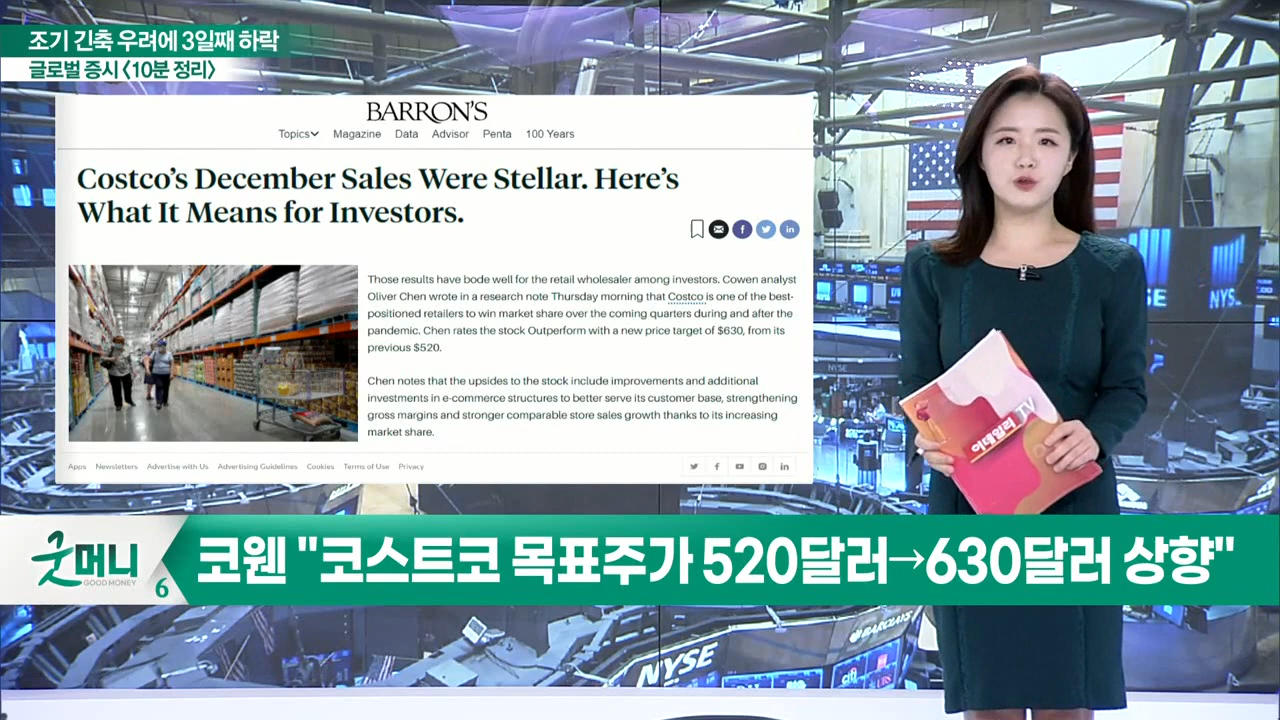 조기 긴축 우려에 3일째 하락
글로벌 증시 <10분 정리>
BARRON'S
Topics Magazine Data Advisor Penta 100 Years
Costco's December Sales Were Stellar. Here's
What It Means for Investors.
Those results have bode well for the retail wholesaler among investors. Cowen analyst
Oliver Chen wrote in a research note Thursday morning that Costco is one of the best-
positioned retailers to win market share over the coming quarters during and after the
pandemic. Chen rates the stock Outperform with a new price target of $630, from its
previous $520.
Chen notes that the upsides to the stock include improvements and additional
investments in e-commerce structures to better serve its customer base, strengthening
gross margins and stronger comparable store sales growth thanks to its increasing
market share.
Apps Newsletters Advertise with Us Advertising Guidelines Cookies Terms of Use Privacy
이데일리 TV
NYSE
NYS
굿머니
GOOD MONEY
6
코웬 "코스트코 목표주가 520달러→630달러 상향"
BARCLAYS
NYSE
citi
UBS